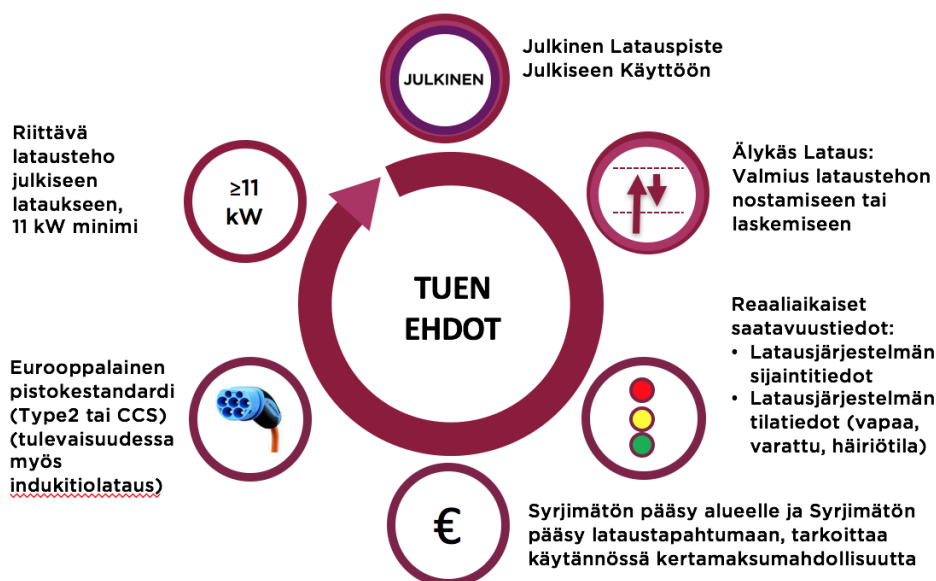 JULKINEN
Julkinen Latauspiste
Julkiseen Käyttöön
Älykäs Lataus:
Valmius lataustehon
nostamiseen tai
laskemiseen
Reaaliaikaiset
saatavuustiedot:
• Latausjärjestelmän
sijaintitiedot
• Latausjärjestelmän
tilatiedot (vapaa,
varattu, häiriötila)
€
Syrjimätön pääsy alueelle ja Syrjimätön
pääsy lataustapahtumaan, tarkoittaa
käytännössä kertamaksumahdollisuutta
Eurooppalainen
pistokestandardi
(Type2 tai CCS)
(tulevaisuudessa
myös
indukitiolataus)
Riittävä
latausteho
julkiseen
lataukseen,
11 kW minimi
≥11
kW
TUEN
EHDOT